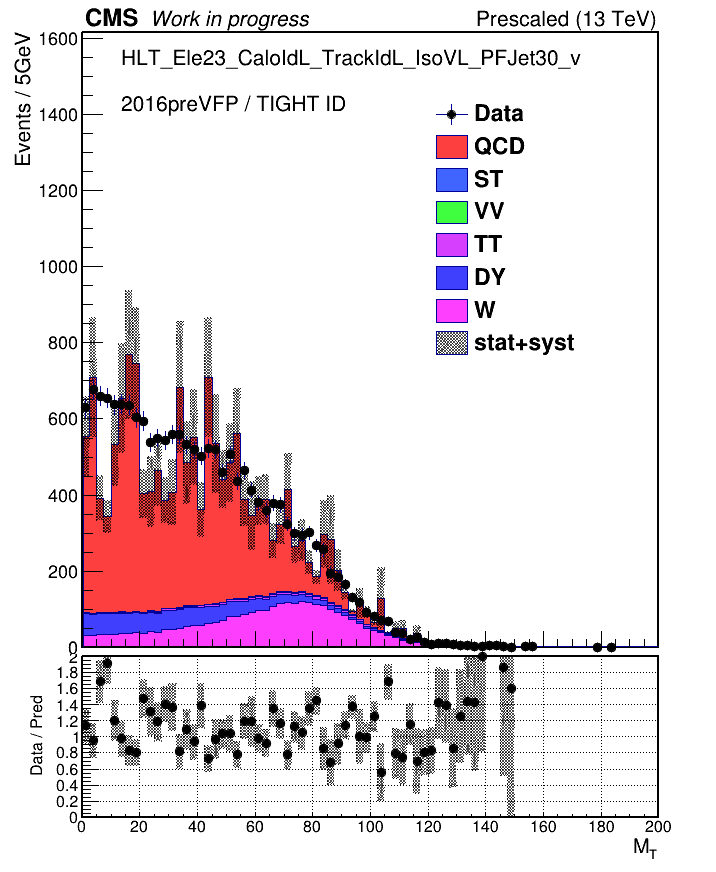 CMS Work in progress Prescaled (13 TeV)
HLT_Ele23_CaloIdL_TrackIdL_IsoVL_PFJet30_v
2016preVFP / TIGHT ID
Data
QCD
ST
VV
TT
DY
W
stat+syst
Events / 5GeV
1600
1400
1200
1000
800
600
400
200
0
Data / Pred
2
1.8
1.6
1.4
1.2
1
0.8
0.6
0.4
0.2
0
0 20 40 60 80 100 120 140 160 180 200
M_T